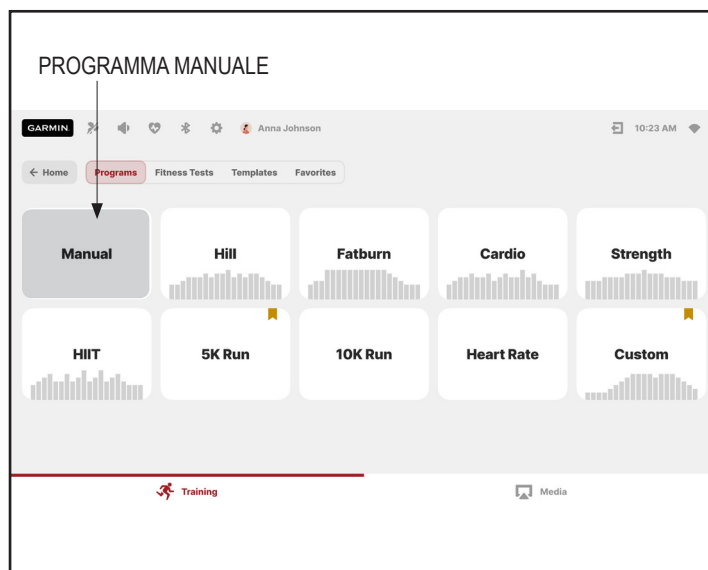 PROGRAMMA MANUALE
GARMIN Anna Johnson 10:23 AM
← Home Programs Fitness Tests Templates Favorites
Manual Hill Fatburn Cardio Strength
HIIT 5K Run 10K Run Heart Rate Custom
Training Media